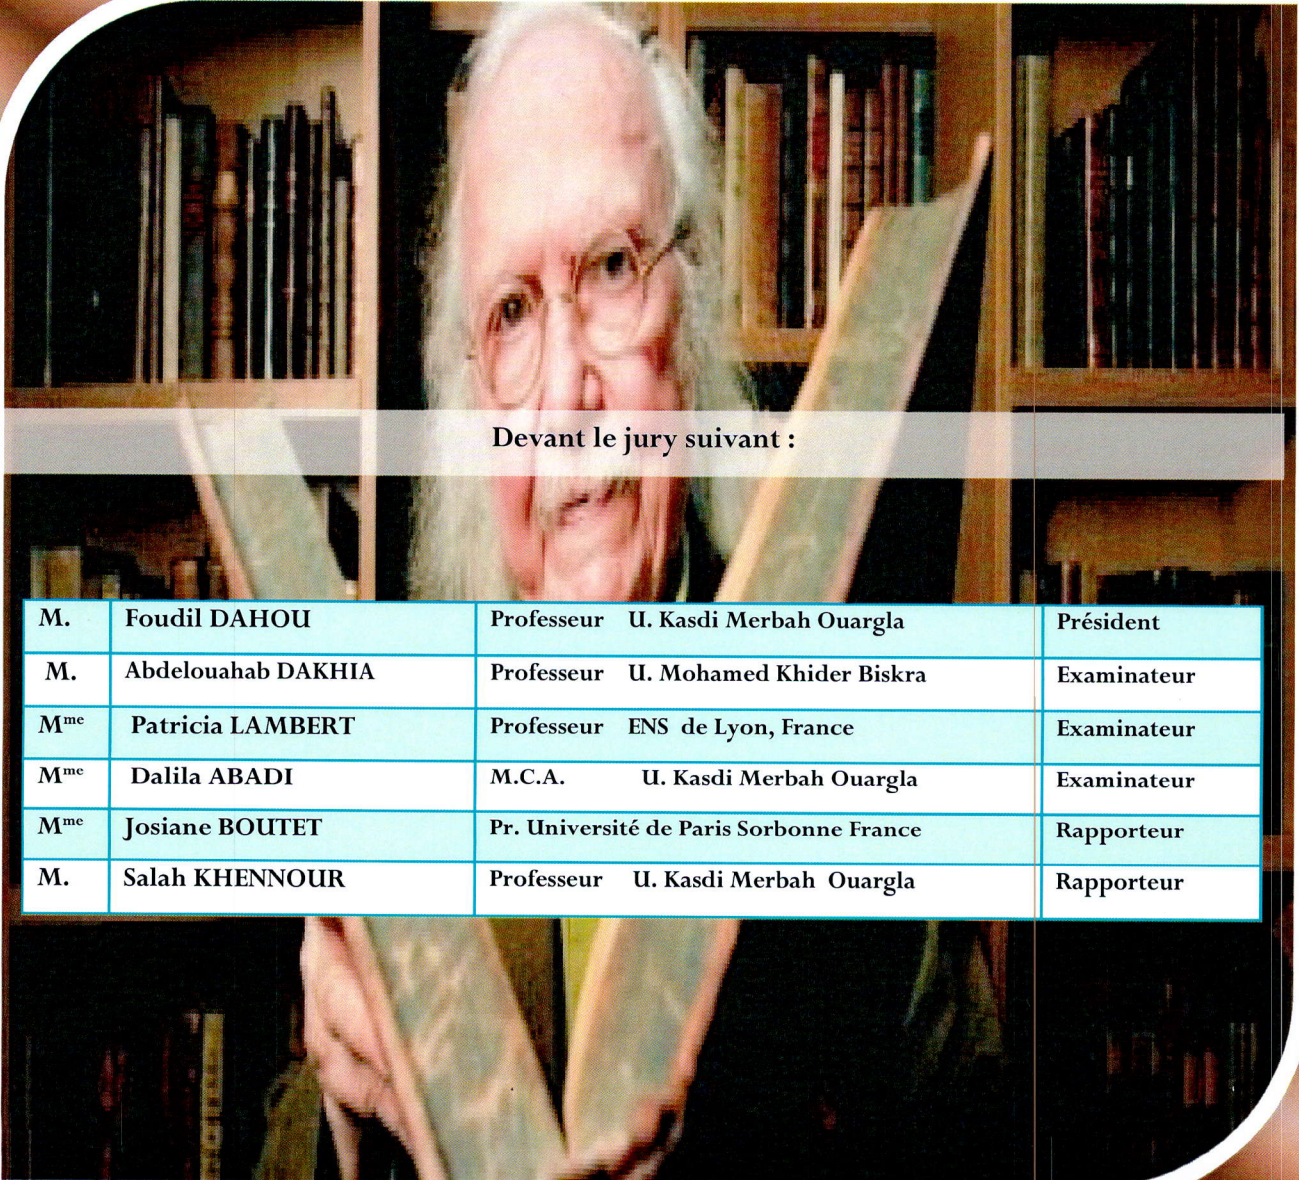 Devant le jury suivant :
M. Foudil DAHOU Professeur U. Kasdi Merbah Ouargla Président
M. Abdelouahab DAKHIA Professeur U. Mohamed Khider Biskra Examinateur
Mme Patricia LAMBERT Professeur ENS de Lyon, France Examinateur
Mme Dalila ABADI M.C.A. U. Kasdi Merbah Ouargla Examinateur
Mme Josiane BOUTET Pr. Université de Paris Sorbonne France Rapporteur
M. Salah KHENNOUR Professeur U. Kasdi Merbah Ouargla Rapporteur